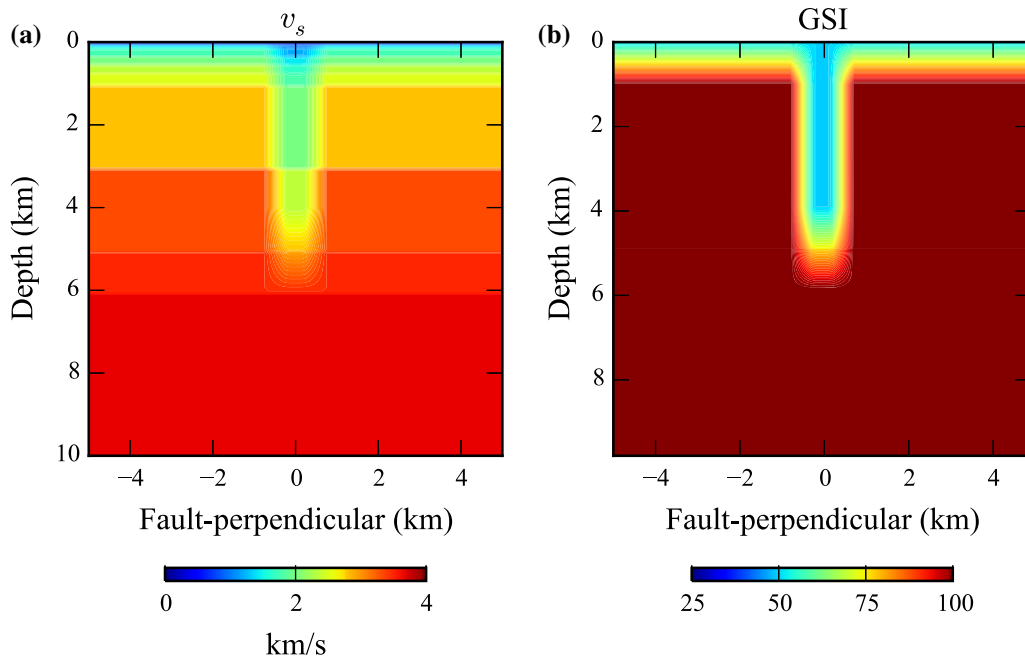 (a)
v_s
0
2
4
6
8
10
Depth (km)
−4 −2 0 2 4
Fault-perpendicular (km)
0 2 4
km/s
(b)
GSI
0
2
4
6
8
Depth (km)
−4 −2 0 2 4
Fault-perpendicular (km)
25 50 75 100